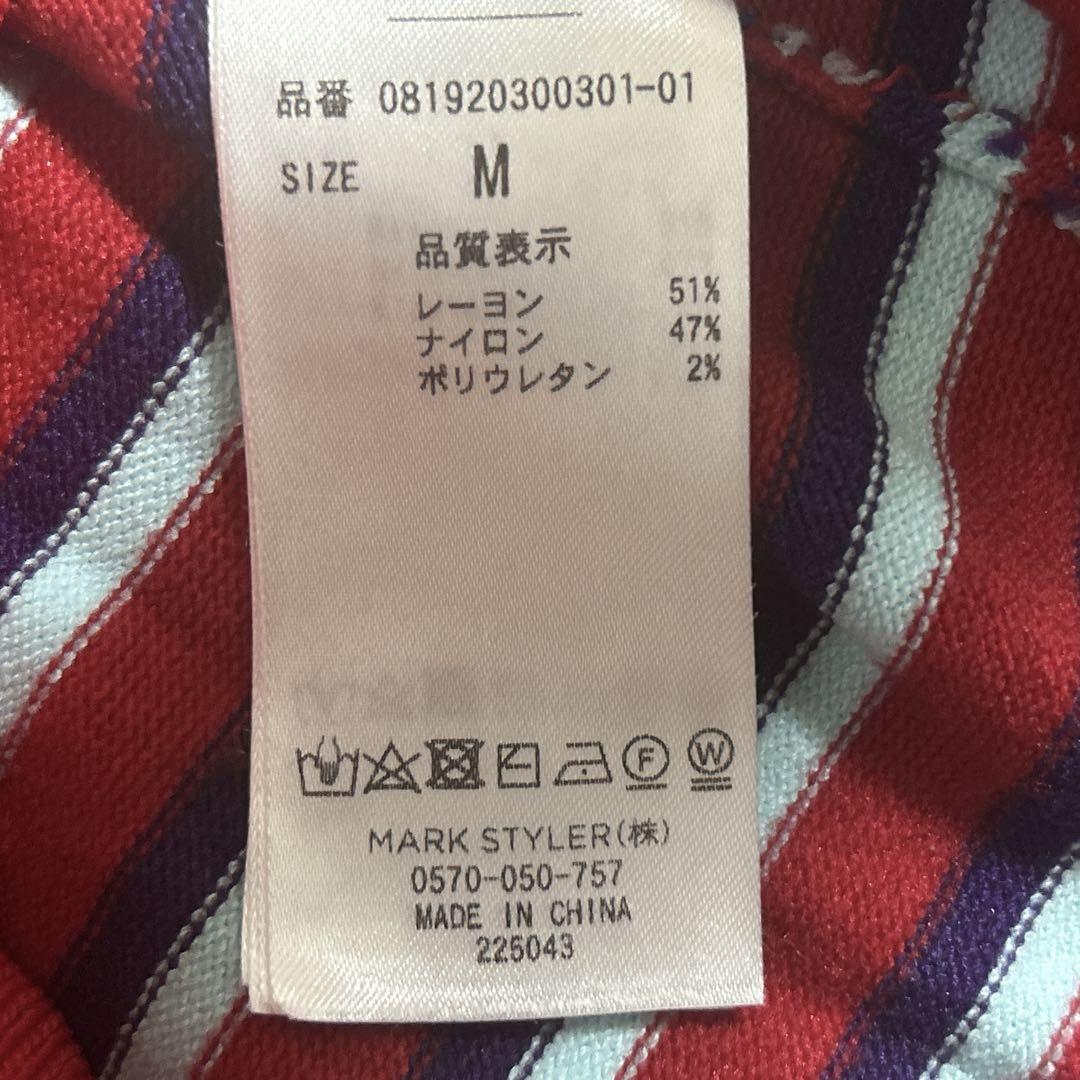 品番 081920300301-01
SIZE M
品質表示
レーヨン 51%
ナイロン 47%
ポリウレタン 2%
F W
MARK STYLER(株)
0570-050-757
MADE IN CHINA
225043